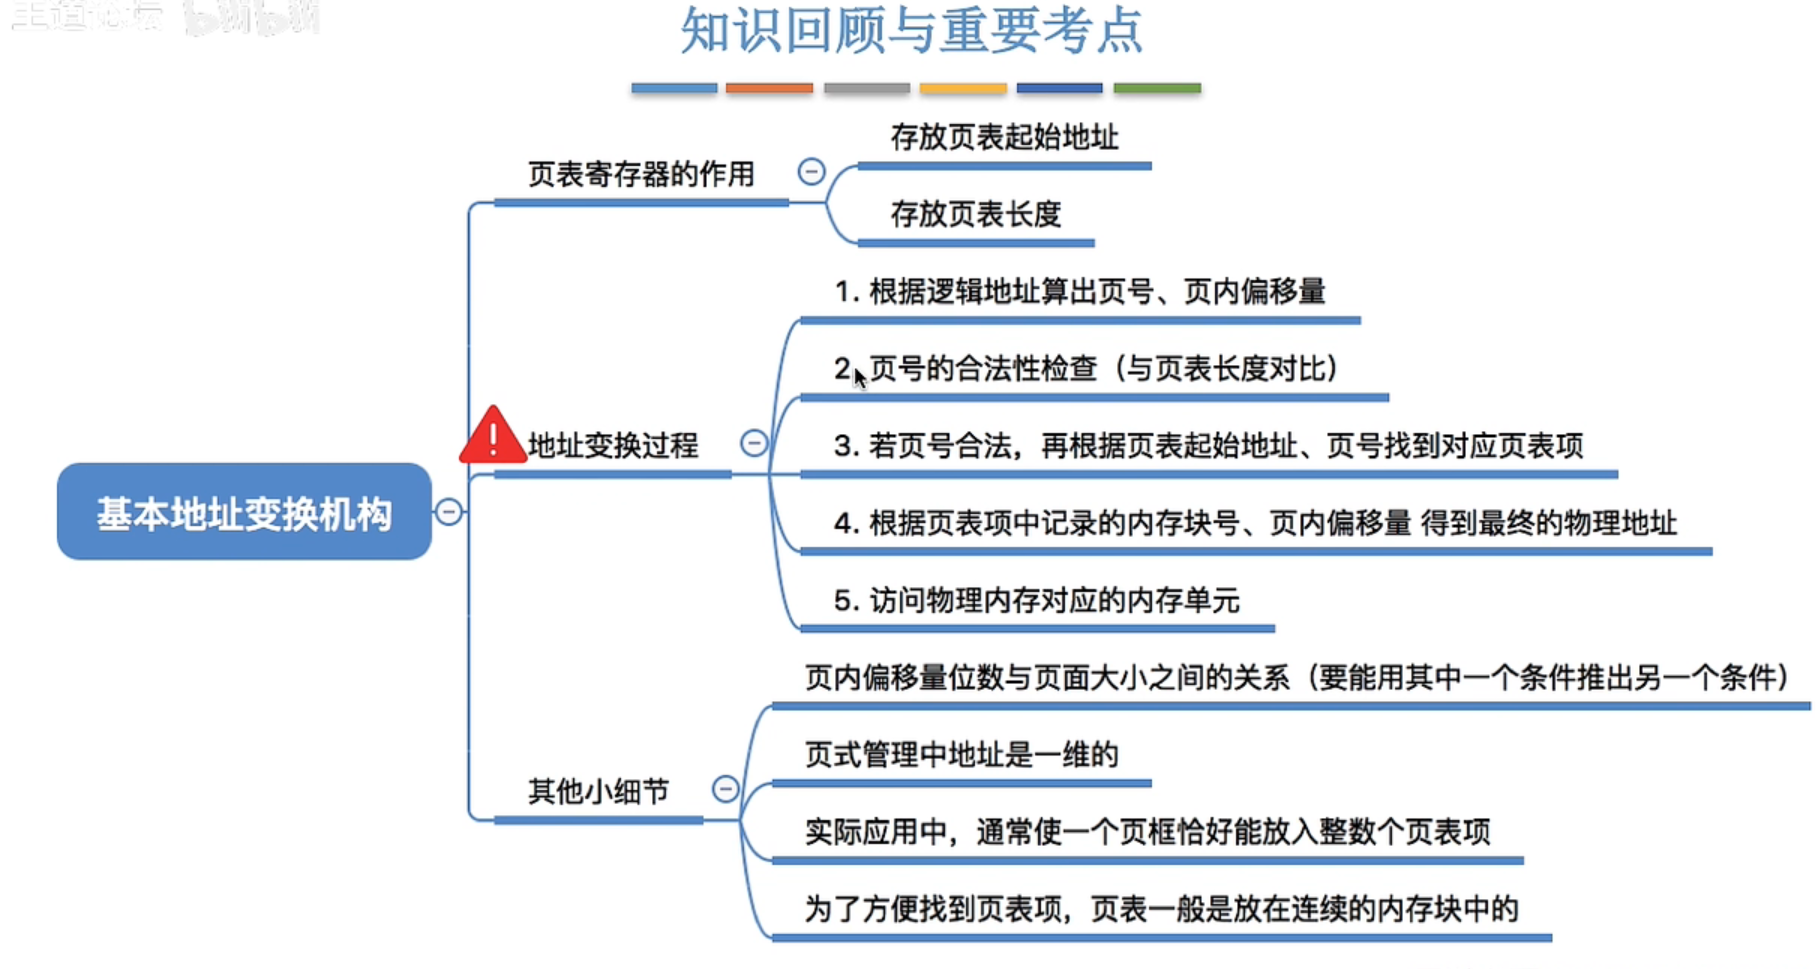 王道论坛 bilibili
知识回顾与重要考点
存放页表起始地址
页表寄存器的作用
存放页表长度
1. 根据逻辑地址算出页号、页内偏移量
2. 页号的合法性检查（与页表长度对比）
地址变换过程
3. 若页号合法，再根据页表起始地址、页号找到对应页表项
基本地址变换机构
4. 根据页表项中记录的内存块号、页内偏移量 得到最终的物理地址
5. 访问物理内存对应的内存单元
页内偏移量位数与页面大小之间的关系（要能用其中一个条件推出另一个条件）
页式管理中地址是一维的
其他小细节
实际应用中，通常使一个页框恰好能放入整数个页表项
为了方便找到页表项，页表一般是放在连续的内存块中的